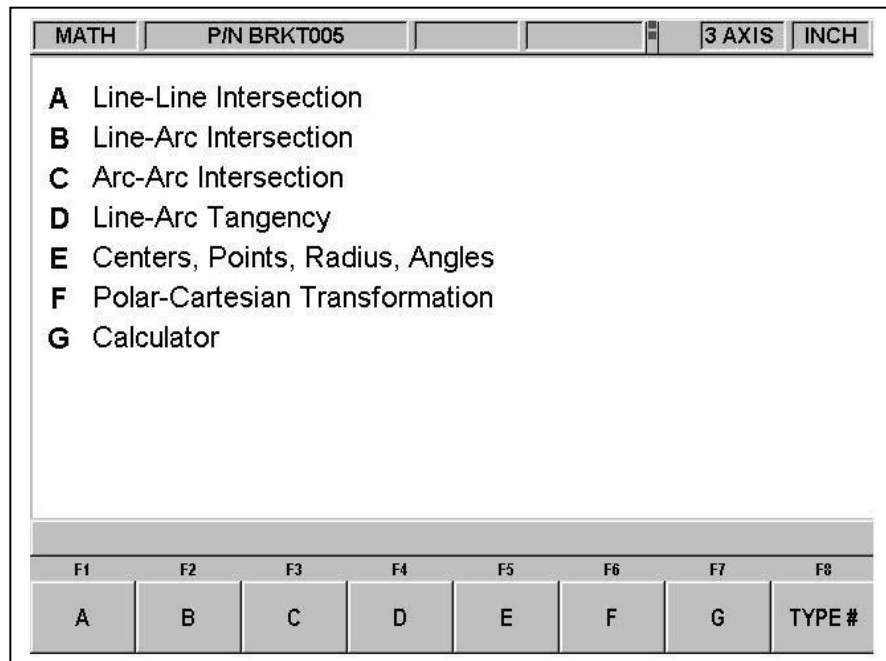 MATH P/N BRKT005 3 AXIS INCH
A Line-Line Intersection
B Line-Arc Intersection
C Arc-Arc Intersection
D Line-Arc Tangency
E Centers, Points, Radius, Angles
F Polar-Cartesian Transformation
G Calculator
F1 F2 F3 F4 F5 F6 F7 F8
A B C D E F G TYPE #